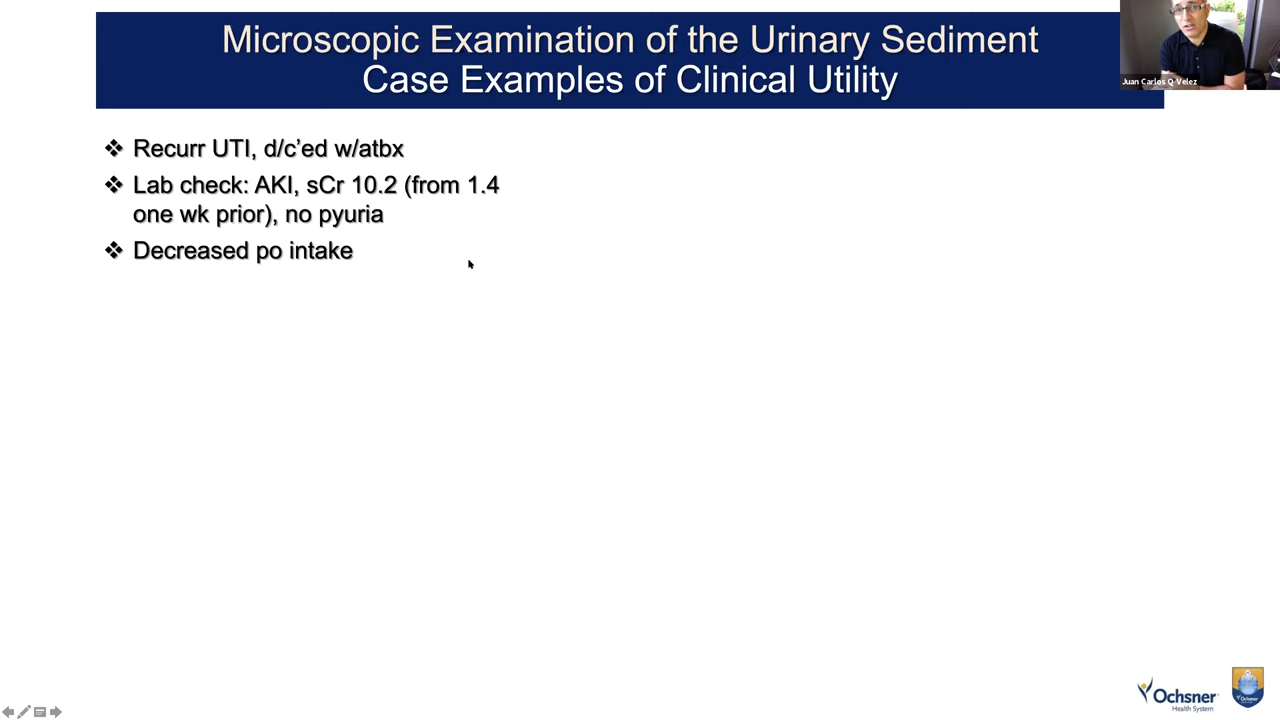 Microscopic Examination of the Urinary Sediment
Case Examples of Clinical Utility
Juan Carlos Q Velez
❖ Recurr UTI, d/c’ed w/atbx
❖ Lab check: AKI, sCr 10.2 (from 1.4
one wk prior), no pyuria
❖ Decreased po intake
Ochsner
Health System
Ochsner